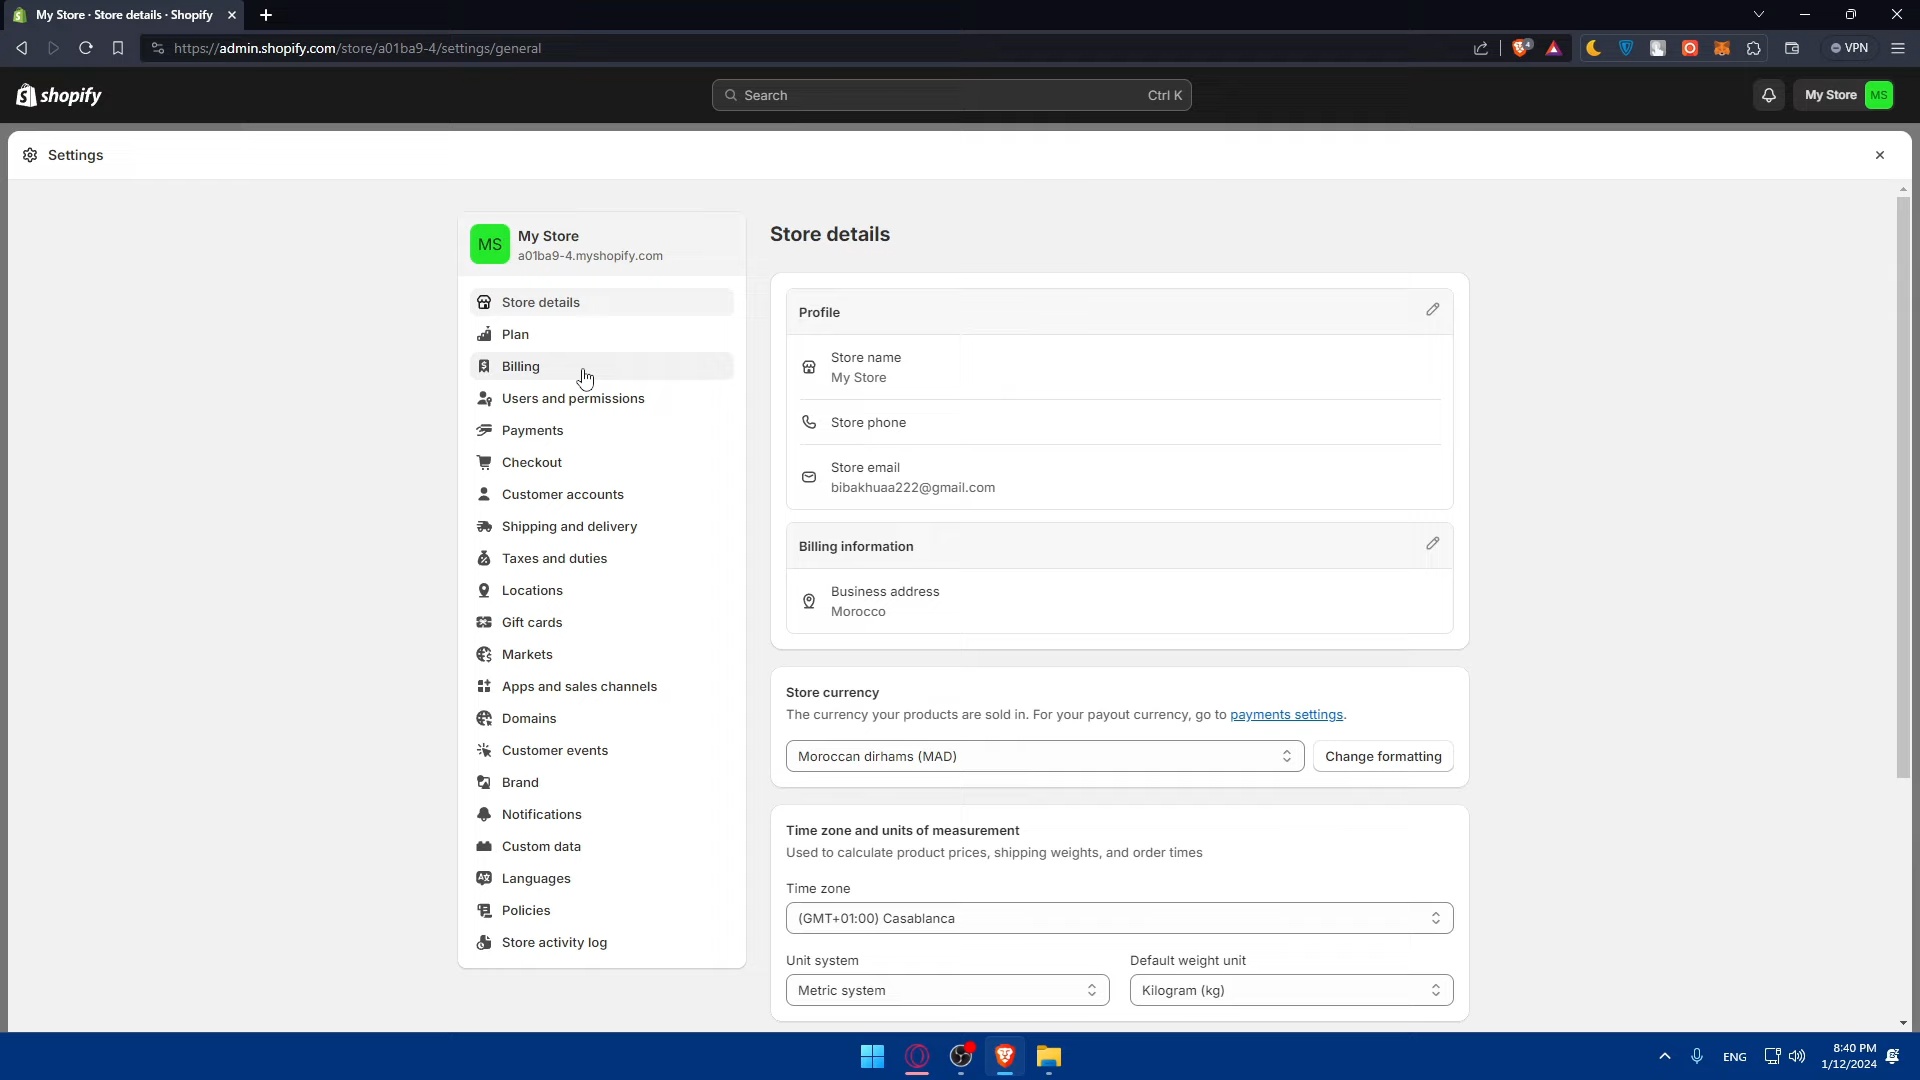 My Store · Store details · Shopify
https://admin.shopify.com/store/a01ba9-4/settings/general
4
VPN
shopify
Search
Ctrl K
My Store
MS
Settings
MS
My Store
a01ba9-4.myshopify.com
Store details
Plan
Billing
Users and permissions
Payments
Checkout
Customer accounts
Shipping and delivery
Taxes and duties
Locations
Gift cards
Markets
Apps and sales channels
Domains
Customer events
Brand
Notifications
Custom data
Languages
Policies
Store activity log
Store details
Profile
Store name
My Store
Store phone
Store email
bibakhuaa222@gmail.com
Billing information
Business address
Morocco
Store currency
The currency your products are sold in. For your payout currency, go to payments settings.
Moroccan dirhams (MAD)
Change formatting
Time zone and units of measurement
Used to calculate product prices, shipping weights, and order times
Time zone
(GMT+01:00) Casablanca
Unit system
Default weight unit
Metric system
Kilogram (kg)
ENG
8:40 PM
1/12/2024